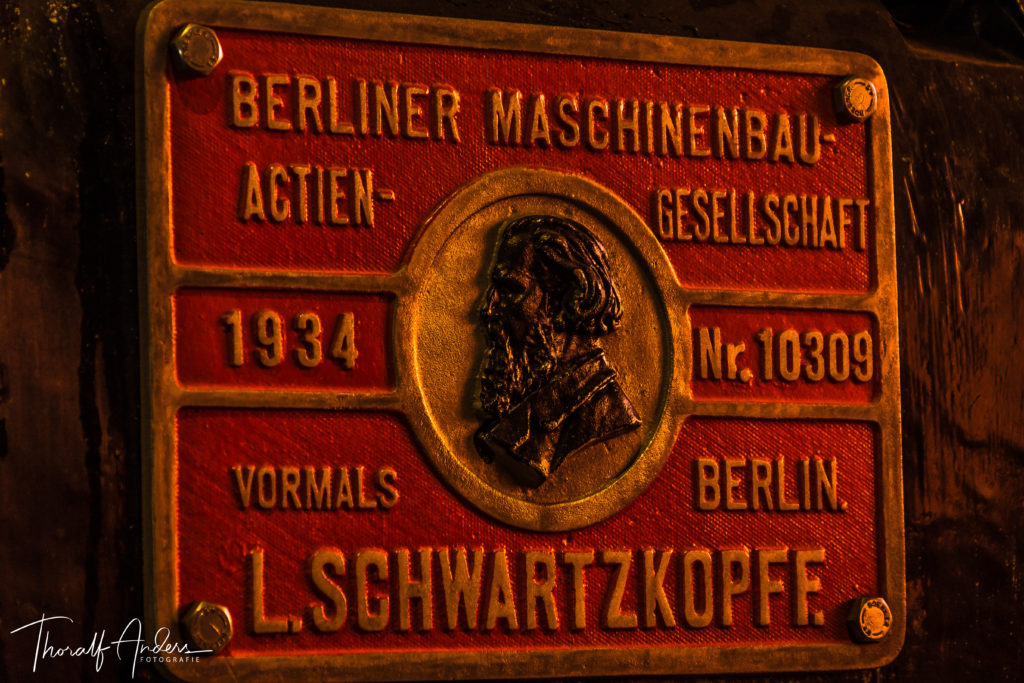 BERLINER MASCHINENBAU-
ACTIEN- GESELLSCHAFT
1934 Nr. 10309
VORMALS BERLIN.
L. SCHWARTZKOPFF.
Thoralf Anders
FOTOGRAFIE